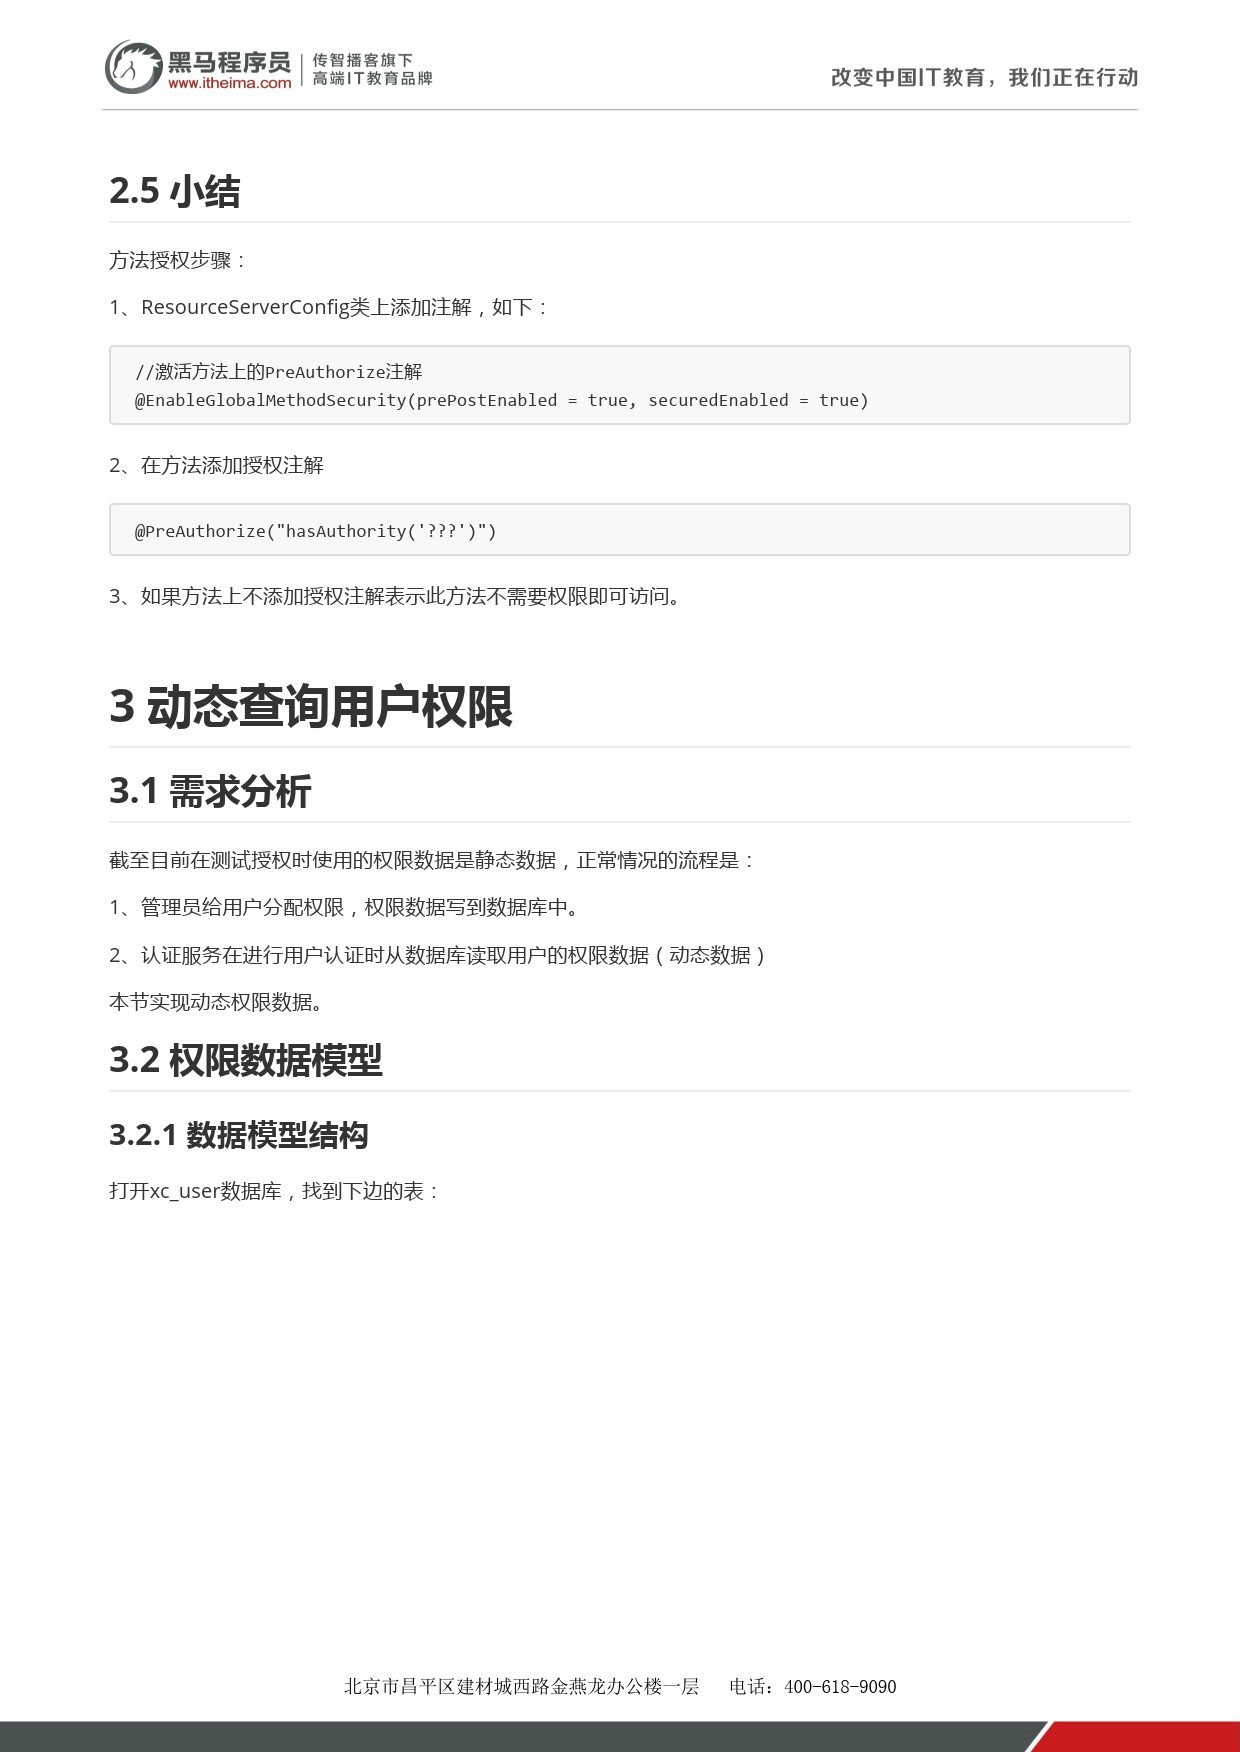 黑马程序员
www.itheima.com
传智播客旗下
高端IT教育品牌
改变中国IT教育，我们正在行动
2.5 小结
方法授权步骤：
1、ResourceServerConfig类上添加注解，如下：
//激活方法上的PreAuthorize注解
@EnableGlobalMethodSecurity(prePostEnabled = true, securedEnabled = true)
2、在方法添加授权注解
@PreAuthorize("hasAuthority('???')")
3、如果方法上不添加授权注解表示此方法不需要权限即可访问。
3 动态查询用户权限
3.1 需求分析
截至目前在测试授权时使用的权限数据是静态数据，正常情况的流程是：
1、管理员给用户分配权限，权限数据写到数据库中。
2、认证服务在进行用户认证时从数据库读取用户的权限数据（动态数据）
本节实现动态权限数据。
3.2 权限数据模型
3.2.1 数据模型结构
打开xc_user数据库，找到下边的表：
北京市昌平区建材城西路金燕龙办公楼一层 电话：400-618-9090